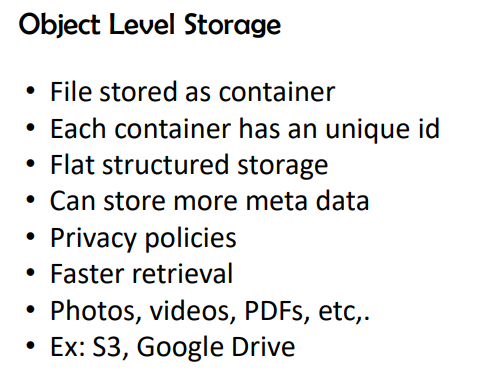 Object Level Storage
• File stored as container
• Each container has an unique id
• Flat structured storage
• Can store more meta data
• Privacy policies
• Faster retrieval
• Photos, videos, PDFs, etc,.
• Ex: S3, Google Drive